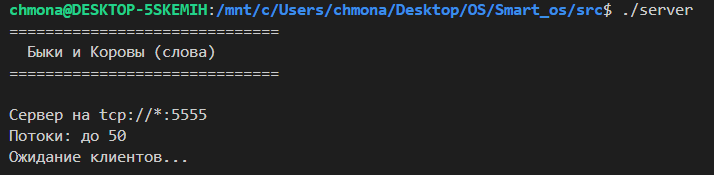 chmona@DESKTOP-5SKEMIH:/mnt/c/Users/chmona/Desktop/OS/Smart_os/src$ ./server
==============================
  Быки и Коровы (слова)
==============================

Сервер на tcp://*:5555
Потоки: до 50
Ожидание клиентов...